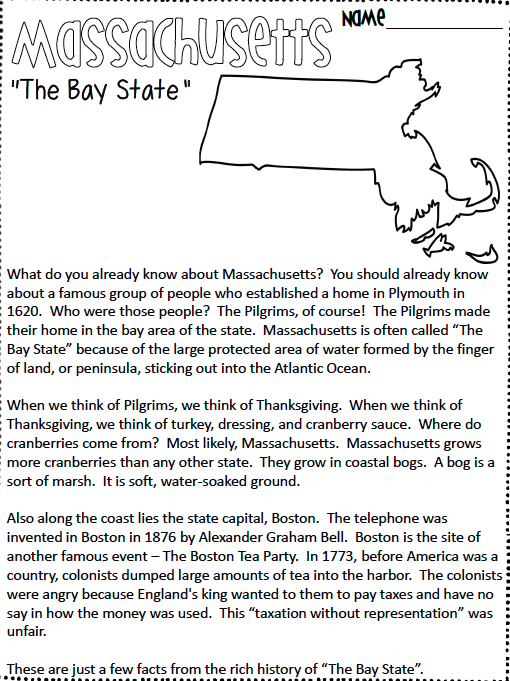 Massachusetts Name
"The Bay State"
What do you already know about Massachusetts?  You should already know
about a famous group of people who established a home in Plymouth in
1620.  Who were those people?  The Pilgrims, of course!  The Pilgrims made
their home in the bay area of the state.  Massachusetts is often called “The
Bay State” because of the large protected area of water formed by the finger
of land, or peninsula, sticking out into the Atlantic Ocean.
When we think of Pilgrims, we think of Thanksgiving.  When we think of
Thanksgiving, we think of turkey, dressing, and cranberry sauce.  Where do
cranberries come from?  Most likely, Massachusetts.  Massachusetts grows
more cranberries than any other state.  They grow in coastal bogs.  A bog is a
sort of marsh.  It is soft, water-soaked ground.
Also along the coast lies the state capital, Boston.  The telephone was
invented in Boston in 1876 by Alexander Graham Bell.  Boston is the site of
another famous event – The Boston Tea Party.  In 1773, before America was a
country, colonists dumped large amounts of tea into the harbor.  The colonists
were angry because England's king wanted to them to pay taxes and have no
say in how the money was used.  This “taxation without representation” was
unfair.
These are just a few facts from the rich history of “The Bay State”.